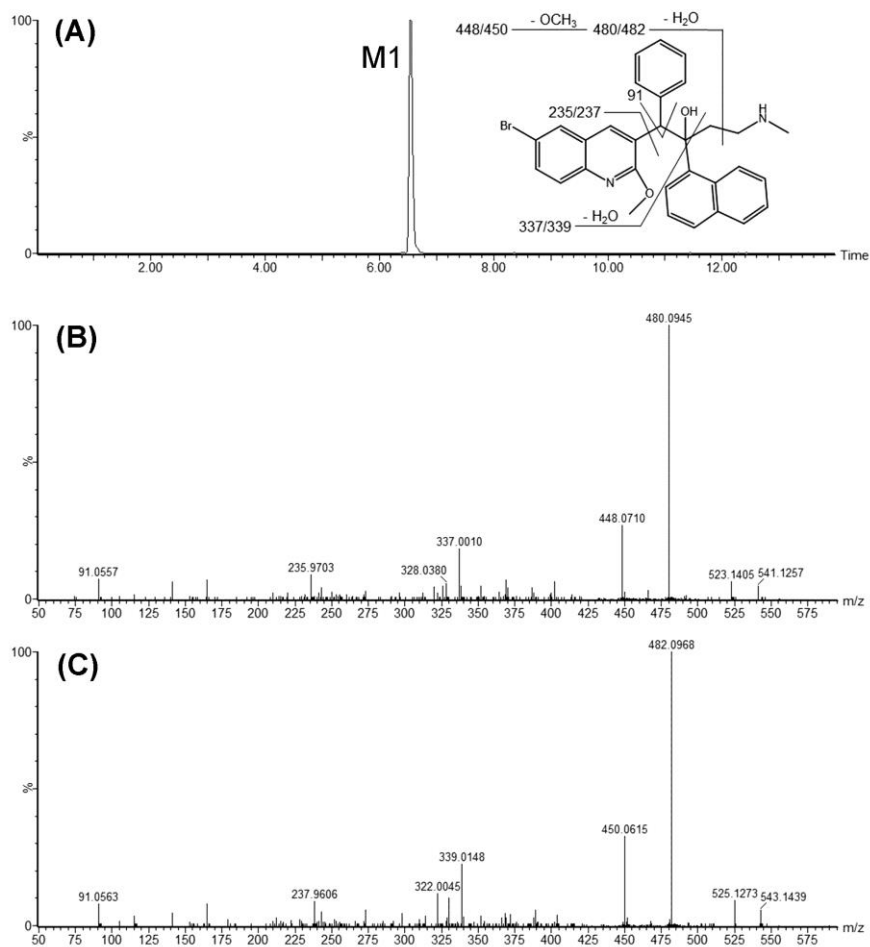 (A)
100
%
0
M1
448/450 - OCH3 480/482 - H2O
91
235/237
OH
H
N
Br
N
O
- H2O
337/339
2.00 4.00 6.00 8.00 10.00 12.00 Time
(B)
100
%
0
480.0945
448.0710
337.0010
328.0380
235.9703
91.0557
523.1405
541.1257
50 75 100 125 150 175 200 225 250 275 300 325 350 375 400 425 450 475 500 525 550 575 m/z
(C)
100
%
0
482.0968
450.0615
339.0148
322.0045
237.9606
91.0563
525.1273
543.1439
50 75 100 125 150 175 200 225 250 275 300 325 350 375 400 425 450 475 500 525 550 575 m/z